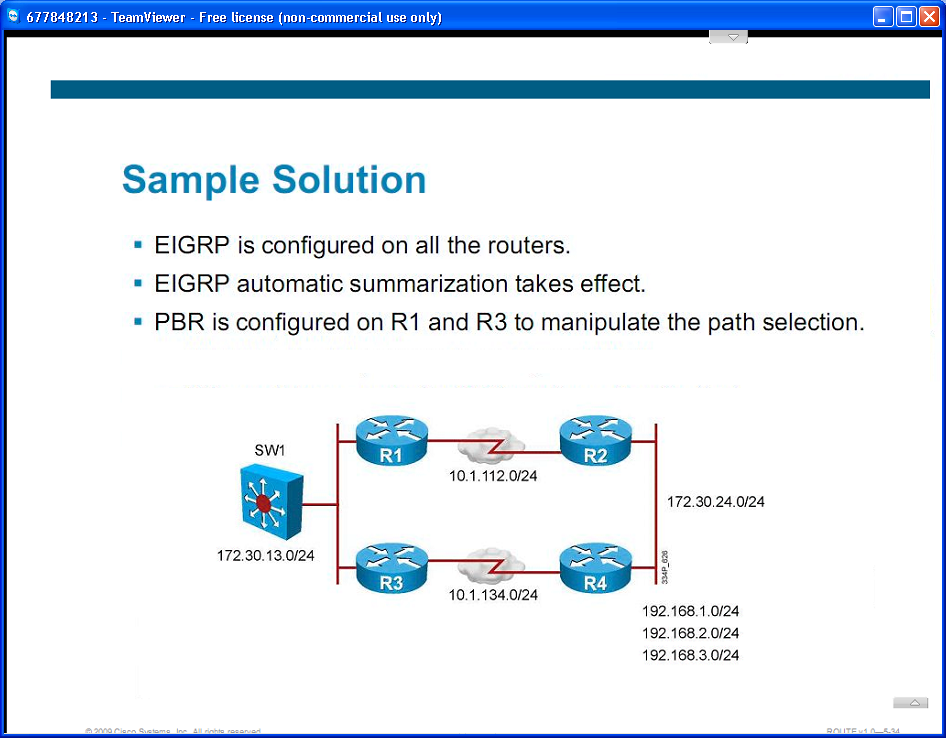 677848213 - TeamViewer - Free license (non-commercial use only)
Sample Solution
EIGRP is configured on all the routers.
EIGRP automatic summarization takes effect.
PBR is configured on R1 and R3 to manipulate the path selection.
SW1
R1
R2
10.1.112.0/24
172.30.24.0/24
172.30.13.0/24
R3
R4
10.1.134.0/24
334P_626
192.168.1.0/24
192.168.2.0/24
192.168.3.0/24
© 2009 Cisco Systems, Inc. All rights reserved.
ROUTE v1.0—5-34